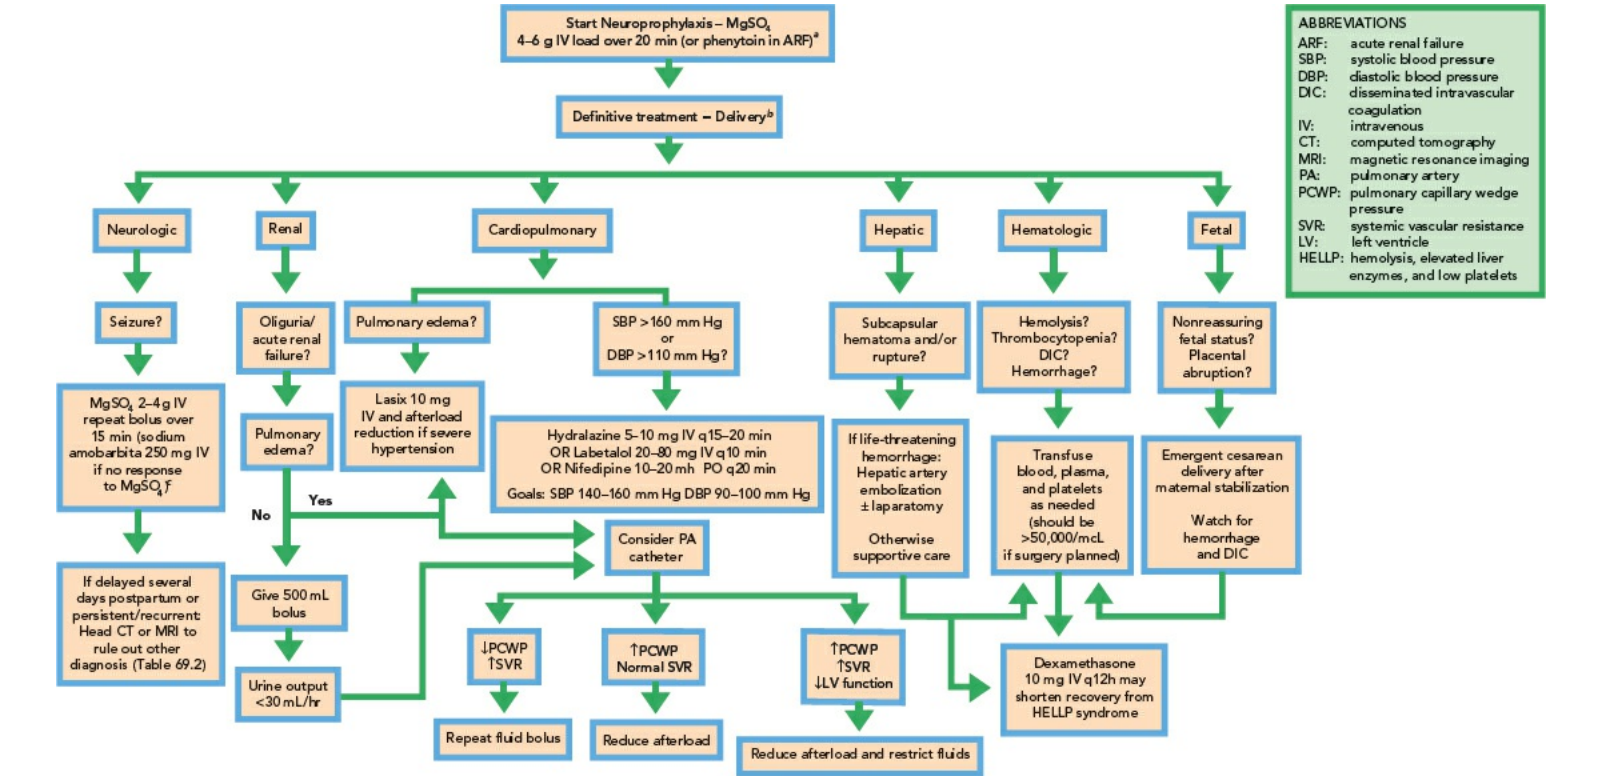 Start Neuroprophylaxis – MgSO4
4–6 g IV load over 20 min (or phenytoin in ARF)a
Definitive treatment – Deliveryb
Neurologic
Renal
Cardiopulmonary
Hepatic
Hematologic
Fetal
Seizure?
Oliguria/
acute renal
failure?
Pulmonary edema?
SBP >160 mm Hg
or
DBP >110 mm Hg?
Subcapsular
hematoma and/or
rupture?
Hemolysis?
Thrombocytopenia?
DIC?
Hemorrhage?
Nonreassuring
fetal status?
Placental
abruption?
MgSO4 2–4 g IV
repeat bolus over
15 min (sodium
amobarbita 250 mg IV
if no response
to MgSO4)c
Pulmonary
edema?
Lasix 10 mg
IV and afterload
reduction if severe
hypertension
Hydralazine 5–10 mg IV q15–20 min
OR Labetalol 20–80 mg IV q10 min
OR Nifedipine 10–20 mh PO q20 min
Goals: SBP 140–160 mm Hg DBP 90–100 mm Hg
If life-threatening
hemorrhage:
Hepatic artery
embolization
± laparatomy
Otherwise
supportive care
Transfuse
blood, plasma,
and platelets
as needed
(should be
>50,000/mcL
if surgery planned)
Emergent cesarean
delivery after
maternal stabilization
Watch for
hemorrhage
and DIC
No
Yes
If delayed several
days postpartum or
persistent/recurrent:
Head CT or MRI to
rule out other
diagnosis (Table 69.2)
Give 500 mL
bolus
Urine output
<30 mL/hr
Consider PA
catheter
↓PCWP
↑SVR
↑PCWP
Normal SVR
↑PCWP
↑SVR
↓LV function
Repeat fluid bolus
Reduce afterload
Reduce afterload and restrict fluids
Dexamethasone
10 mg IV q12h may
shorten recovery from
HELLP syndrome
ABBREVIATIONS
ARF: acute renal failure
SBP: systolic blood pressure
DBP: diastolic blood pressure
DIC: disseminated intravascular
coagulation
IV: intravenous
CT: computed tomography
MRI: magnetic resonance imaging
PA: pulmonary artery
PCWP: pulmonary capillary wedge
pressure
SVR: systemic vascular resistance
LV: left ventricle
HELLP: hemolysis, elevated liver
enzymes, and low platelets